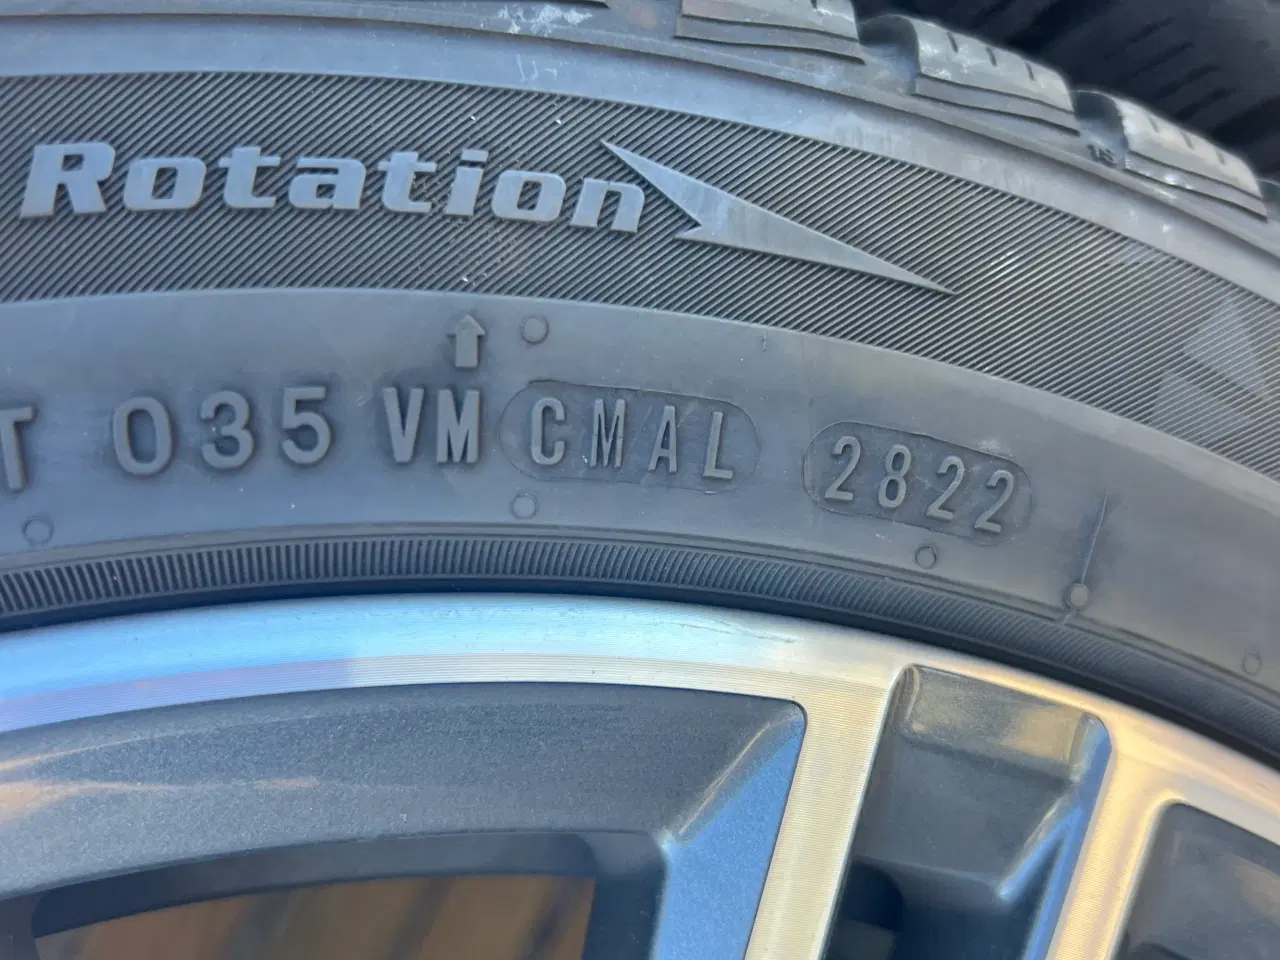 Rotation
T 035 VM CMAL 2822